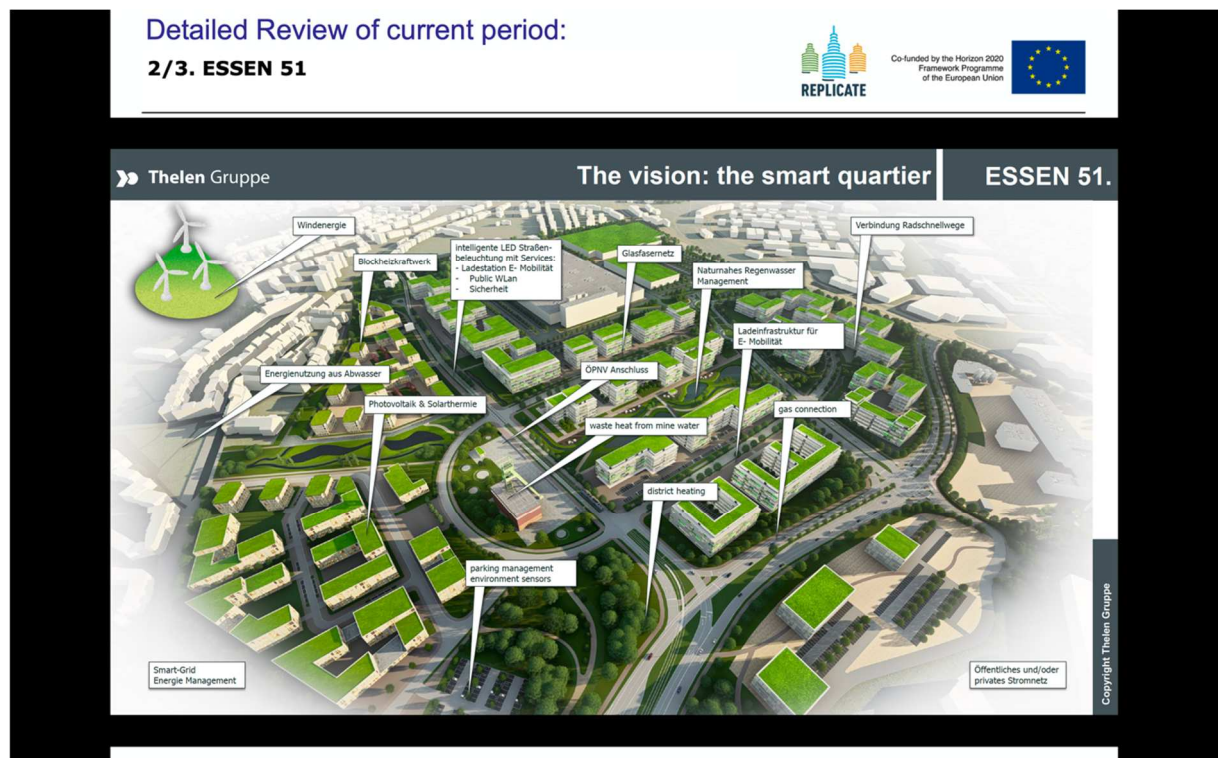 Detailed Review of current period:
2/3. ESSEN 51
REPLICATE
Co-funded by the Horizon 2020
Framework Programme
of the European Union
Thelen Gruppe
The vision: the smart quartier
ESSEN 51.
Windenergie
Blockheizkraftwerk
intelligente LED Straßen-
beleuchtung mit Services:
- Ladestation E- Mobilität
- Public WLan
- Sicherheit
Glasfasernetz
Naturnahes Regenwasser
Management
Verbindung Radschnellwege
Ladeinfrastruktur für
E- Mobilität
Energienutzung aus Abwasser
ÖPNV Anschluss
Photovoltaik & Solarthermie
gas connection
waste heat from mine water
district heating
parking management
environment sensors
Smart-Grid
Energie Management
Öffentliches und/oder
privates Stromnetz
Copyright Thelen Gruppe